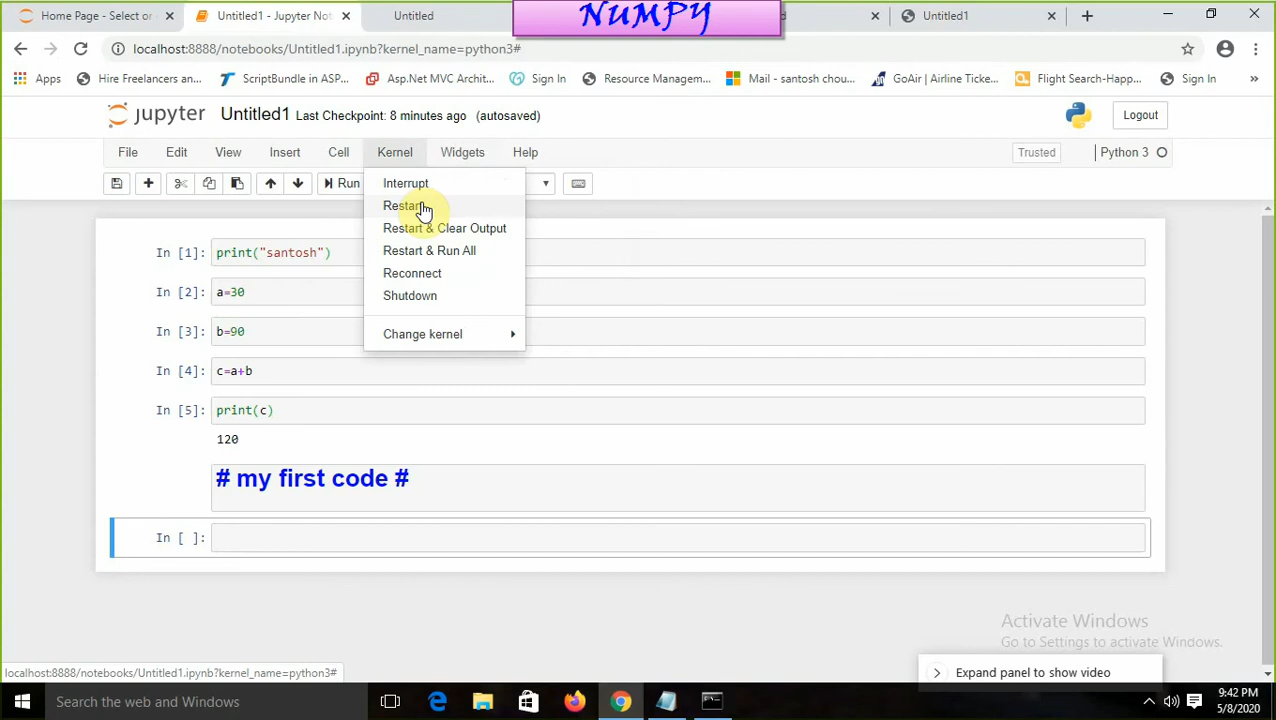 Home Page - Select or
Untitled1 - Jupyter Not
Untitled
NUMPY
d
Untitled1
localhost:8888/notebooks/Untitled1.ipynb?kernel_name=python3#
Apps
Hire Freelancers an...
ScriptBundle in ASP...
Asp.Net MVC Archit...
Sign In
Resource Managem...
Mail - santosh chou...
GoAir | Airline Ticke...
Flight Search-Happ...
Sign In
jupyter
Untitled1
Last Checkpoint: 8 minutes ago
(autosaved)
Logout
File
Edit
View
Insert
Cell
Kernel
Widgets
Help
Trusted
Python 3
Run
Interrupt
Restart
Restart & Clear Output
Restart & Run All
Reconnect
Shutdown
Change kernel
In [1]: print("santosh")
In [2]: a=30
In [3]: b=90
In [4]: c=a+b
In [5]: print(c)
120
# my first code #
In [ ]:
Activate Windows
Go to Settings to activate Windows.
localhost:8888/notebooks/Untitled1.ipynb?kernel_name=python3#
Expand panel to show video
Search the web and Windows
9:42 PM
5/8/2020